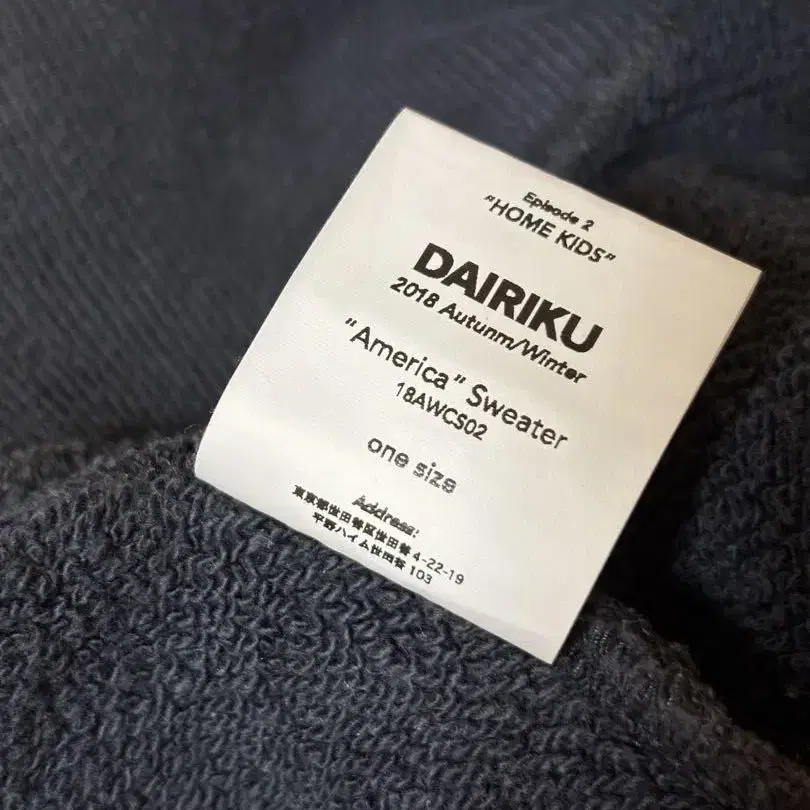 Episode 2
"HOME KIDS"
DAIRIKU
2018 Autunm/Winter
"America" Sweater
18AWCS02
one size
Address:
東京都世田谷区世田谷 4-22-19
平野ハイム世田谷 103